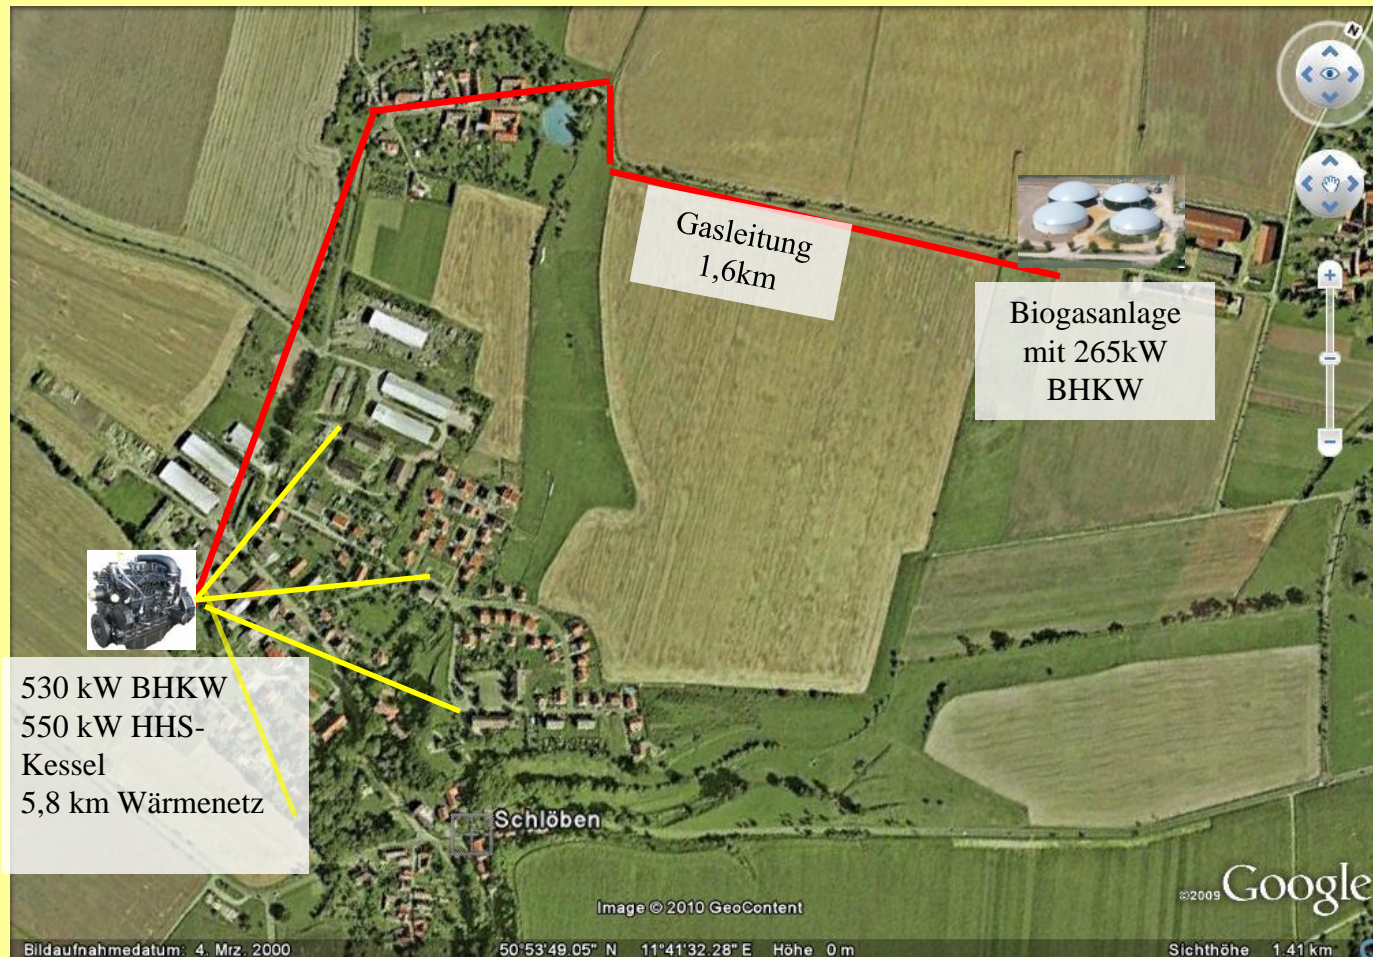 N
Gasleitung
1,6km
Biogasanlage
mit 265kW
BHKW
530 kW BHKW
550 kW HHS-
Kessel
5,8 km Wärmenetz
Schlöben
©2009 Google
Image © 2010 GeoContent
Bildaufnahmedatum: 4. Mrz. 2000 50°53'49.05" N 11°41'32.28" E Höhe 0 m Sichthöhe 1.41 km